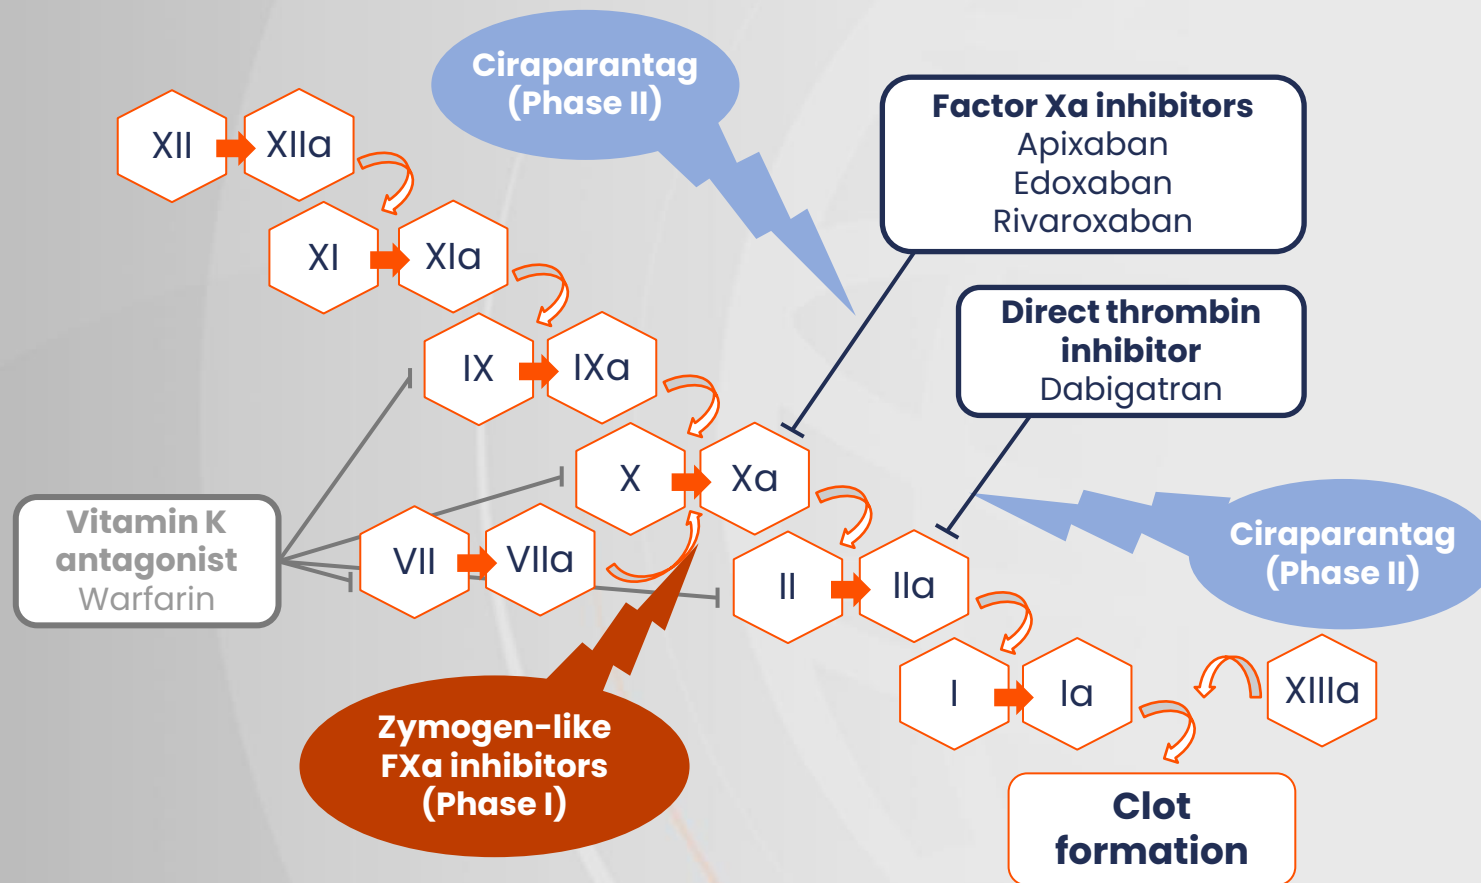 Ciraparantag
(Phase II)
Factor Xa inhibitors
Apixaban
Edoxaban
Rivaroxaban
XII
XIIa
XI
XIa
Direct thrombin
inhibitor
Dabigatran
IX
IXa
X
Xa
Vitamin K
antagonist
Warfarin
VII
VIIa
II
IIa
Ciraparantag
(Phase II)
I
Ia
XIIIa
Zymogen-like
FXa inhibitors
(Phase I)
Clot
formation